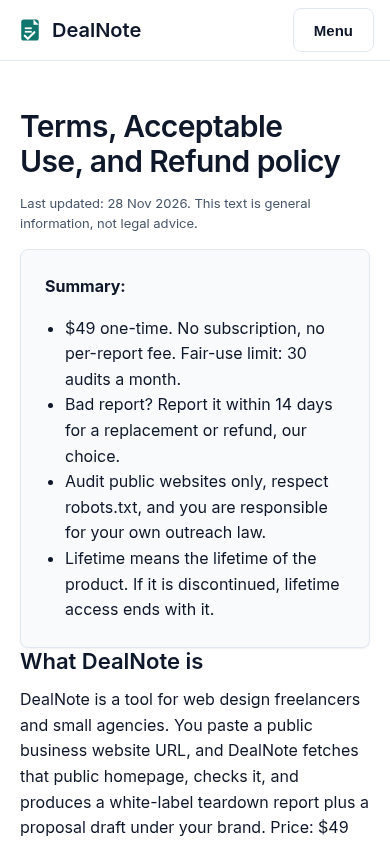 DealNote
Menu
Terms, Acceptable
Use, and Refund policy
Last updated: 28 Nov 2026. This text is general
information, not legal advice.
Summary:
• $49 one-time. No subscription, no
per-report fee. Fair-use limit: 30
audits a month.
• Bad report? Report it within 14 days
for a replacement or refund, our
choice.
• Audit public websites only, respect
robots.txt, and you are responsible
for your own outreach law.
• Lifetime means the lifetime of the
product. If it is discontinued, lifetime
access ends with it.
What DealNote is
DealNote is a tool for web design freelancers
and small agencies. You paste a public
business website URL, and DealNote fetches
that public homepage, checks it, and
produces a white-label teardown report plus a
proposal draft under your brand. Price: $49